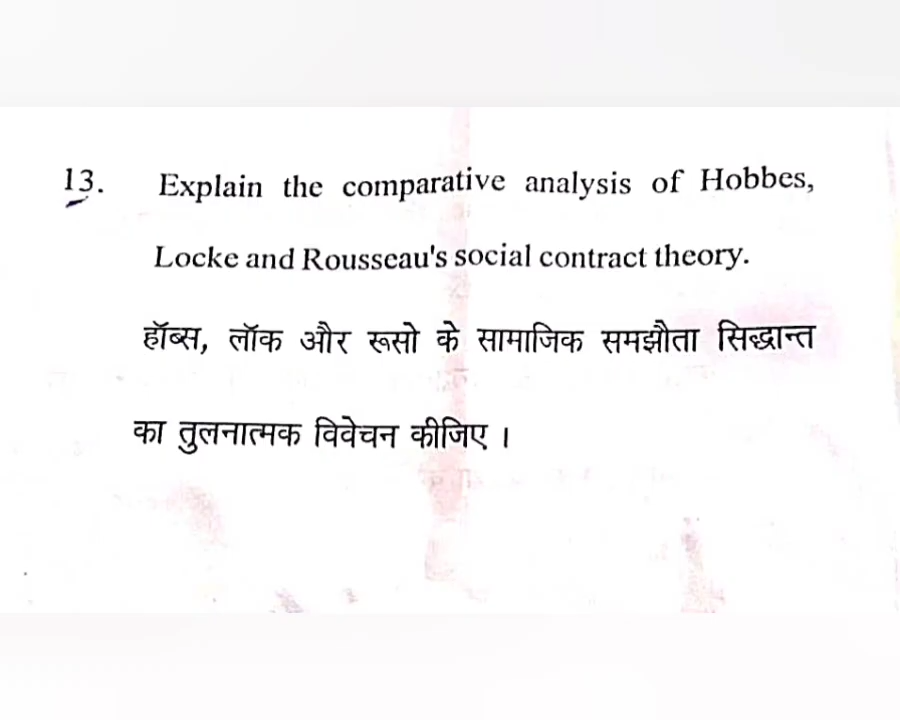 13. Explain the comparative analysis of Hobbes,
Locke and Rousseau's social contract theory.
हॉब्स, लॉक और रूसो के सामाजिक समझौता सिद्धान्त
का तुलनात्मक विवेचन कीजिए ।